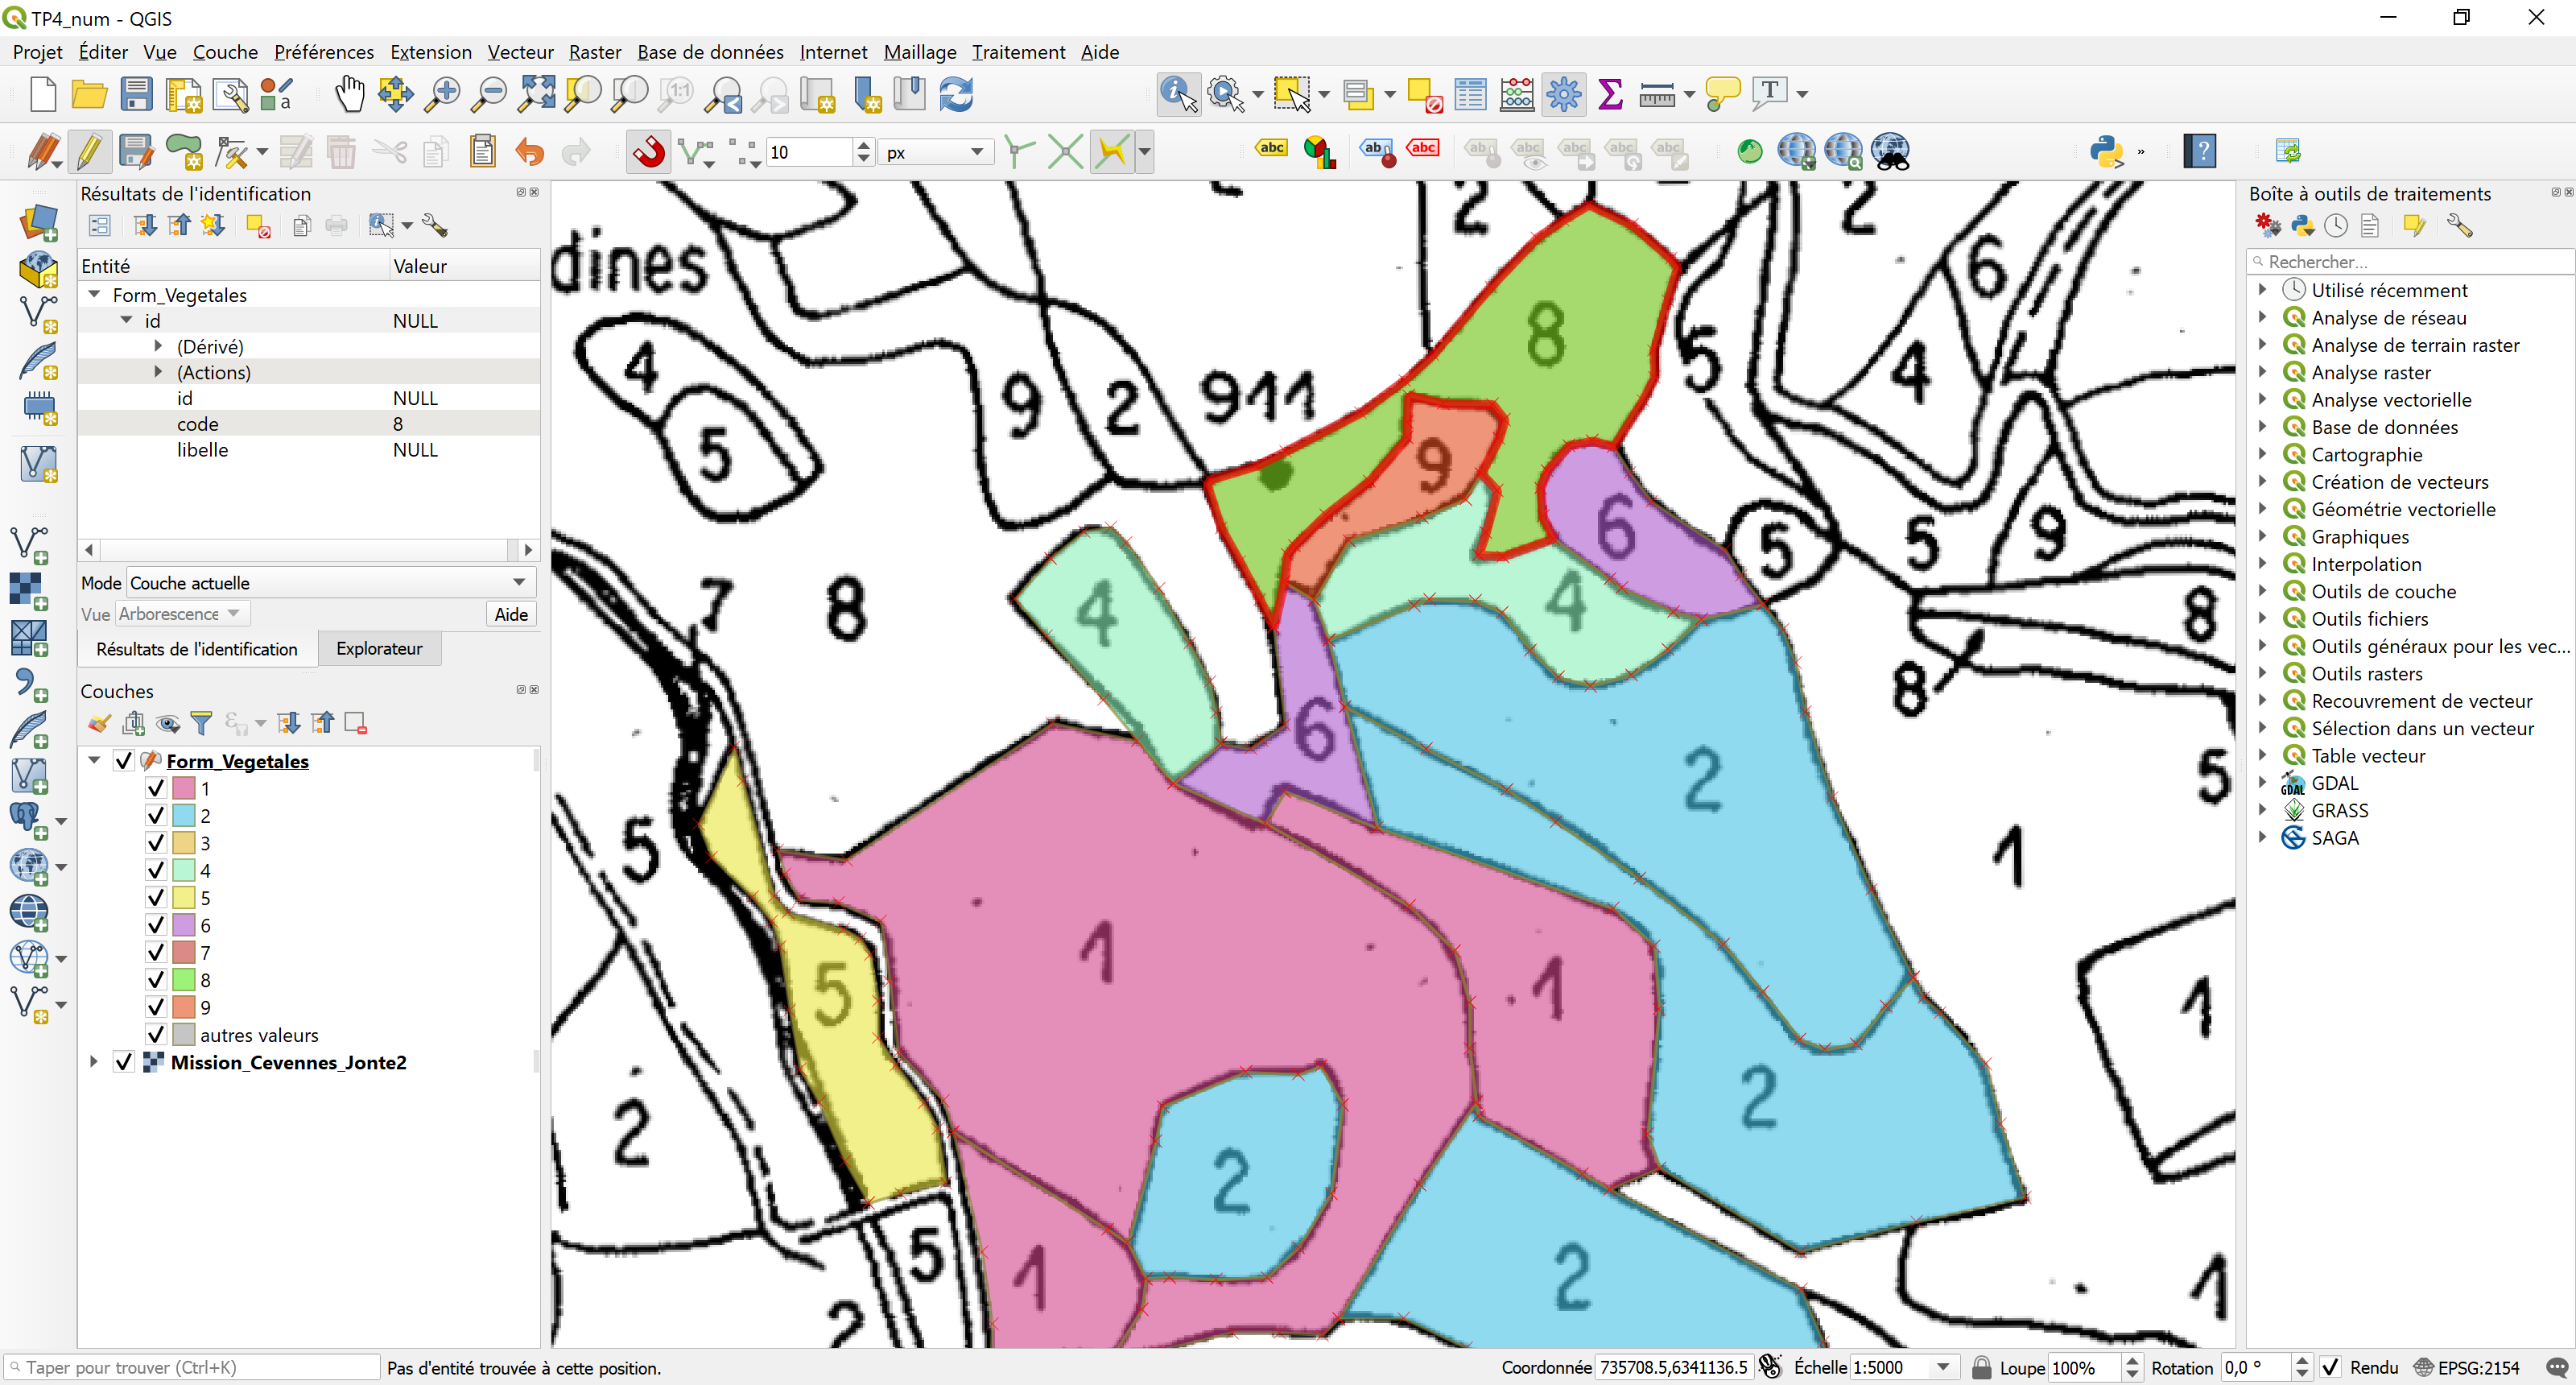 TP4_num - QGIS
Projet Éditer Vue Couche Préférences Extension Vecteur Raster Base de données Internet Maillage Traitement Aide
10 px
Résultats de l'identification
Entité Valeur
Form_Vegetales
id NULL
(Dérivé)
(Actions)
id NULL
code 8
libelle NULL
Mode Couche actuelle
Vue Arborescence Aide
Résultats de l'identification Explorateur
Couches
Form_Vegetales
1
2
3
4
5
6
7
8
9
autres valeurs
Mission_Cevennes_Jonte2
dines
2
2
6
8
4
5
4
9
2
911
5
9
6
5
5
9
7
8
4
4
8
8
6
2
5
5
1
1
5
1
1
2
2
2
5
1
2
1
2
Boîte à outils de traitements
Rechercher...
Utilisé récemment
Analyse de réseau
Analyse de terrain raster
Analyse raster
Analyse vectorielle
Base de données
Cartographie
Création de vecteurs
Géométrie vectorielle
Graphiques
Interpolation
Outils de couche
Outils fichiers
Outils généraux pour les vec...
Outils rasters
Recouvrement de vecteur
Sélection dans un vecteur
Table vecteur
GDAL
GRASS
SAGA
Taper pour trouver (Ctrl+K) Pas d'entité trouvée à cette position. Coordonnée 735708.5,6341136.5 Échelle 1:5000 Loupe 100% Rotation 0,0 ° Rendu EPSG:2154